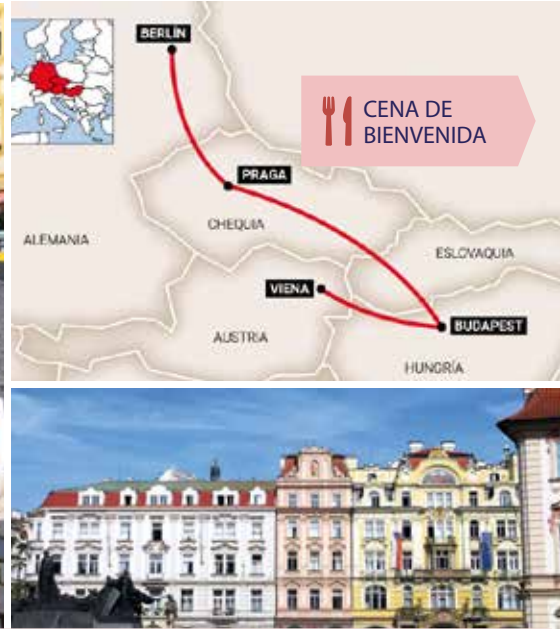 BERLÍN
CENA DE
BIENVENIDA
PRAGA
CHEQUIA
ALEMANIA
ESLOVAQUIA
VIENA
BUDAPEST
AUSTRIA
HUNGRÍA